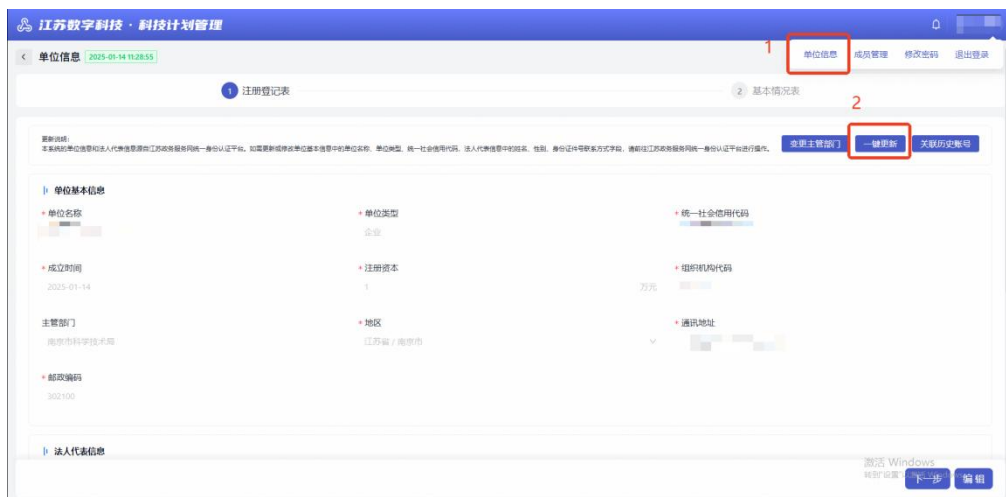 江苏数字科技·科技计划管理
1
单位信息 成员管理 修改密码 退出登录
单位信息 2025-01-14 11:28:55
1 注册登记表
2 基本情况表
2
更新说明：
本系统的单位信息和法人代表信息源自江苏政务服务网统一身份认证平台。如需更新或修改单位基本信息中的单位名称、单位类型、统一社会信用代码、法人代表信息中的姓名、性别、身份证件号联系方式字段，请前往江苏政务服务网统一身份认证平台进行操作。
变更主管部门 一键更新 关联历史账号
单位基本信息
* 单位名称 * 单位类型 * 统一社会信用代码
企业
* 成立时间 * 注册资本 * 组织机构代码
2025-01-14 1 万元
主管部门 * 地区 * 通讯地址
南京市科学技术局 江苏省 / 南京市
* 邮政编码
302100
法人代表信息
激活 Windows
转到"设置"以激活 Windows
下一步 编辑